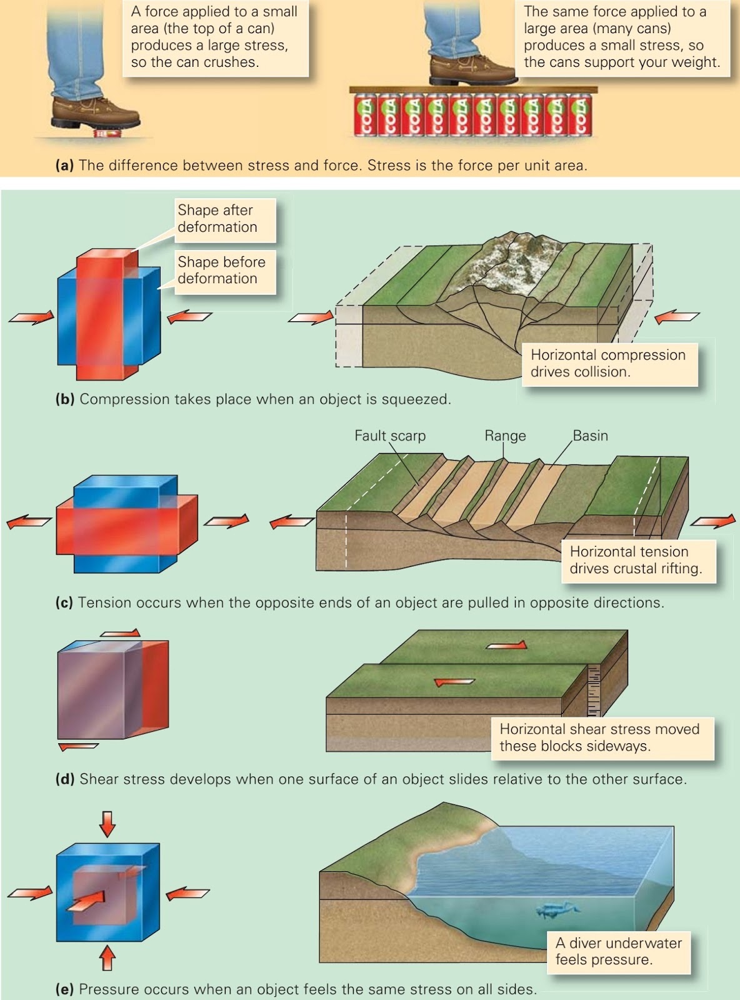 A force applied to a small
area (the top of a can)
produces a large stress,
so the can crushes.
The same force applied to a
large area (many cans)
produces a small stress, so
the cans support your weight.
COLA COLA COLA COLA COLA COLA COLA COLA COLA COLA
(a) The difference between stress and force. Stress is the force per unit area.
Shape after
deformation
Shape before
deformation
Horizontal compression
drives collision.
(b) Compression takes place when an object is squeezed.
Fault scarp
Range
Basin
Horizontal tension
drives crustal rifting.
(c) Tension occurs when the opposite ends of an object are pulled in opposite directions.
Horizontal shear stress moved
these blocks sideways.
(d) Shear stress develops when one surface of an object slides relative to the other surface.
A diver underwater
feels pressure.
(e) Pressure occurs when an object feels the same stress on all sides.